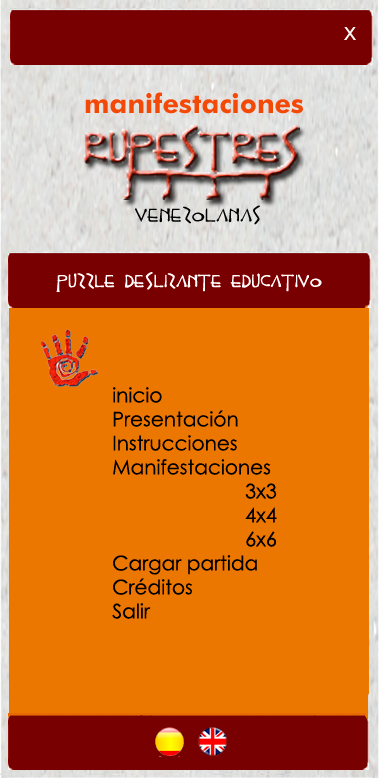 X
manifestaciones
RUPESTRES
VENEZOLANAS
PUZZLE DESLIZANTE EDUCATIVO
inicio
Presentación
Instrucciones
Manifestaciones
3x3
4x4
6x6
Cargar partida
Créditos
Salir